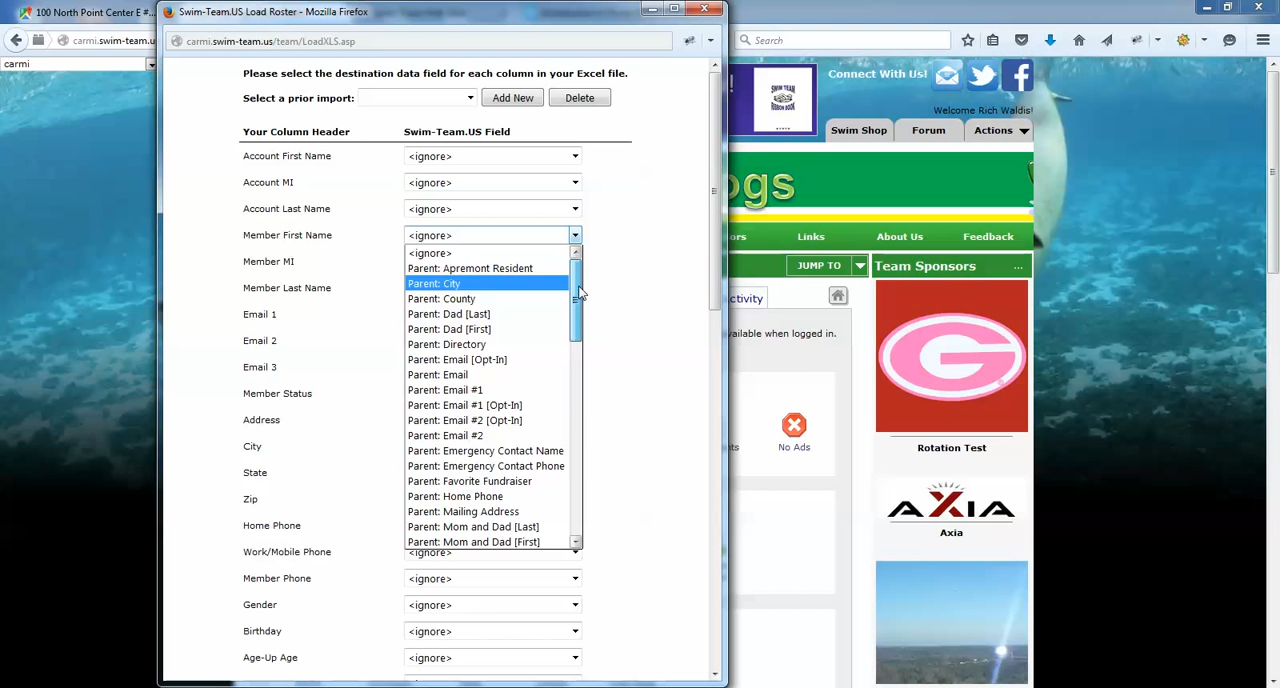 100 North Point Center E #...
Swim-Team.US Load Roster - Mozilla Firefox
carmi.swim-team.u
carmi.swim-team.us/team/LoadXLS.asp
Search
carmi
Please select the destination data field for each column in your Excel file.
Select a prior import:
Add New
Delete
Your Column Header
Swim-Team.US Field
Account First Name
<ignore>
Account MI
<ignore>
Account Last Name
<ignore>
Member First Name
<ignore>
<ignore>
Parent: Apremont Resident
Parent: City
Parent: County
Parent: Dad [Last]
Parent: Dad [First]
Parent: Directory
Parent: Email [Opt-In]
Parent: Email
Parent: Email #1
Parent: Email #1 [Opt-In]
Parent: Email #2 [Opt-In]
Parent: Email #2
Parent: Emergency Contact Name
Parent: Emergency Contact Phone
Parent: Favorite Fundraiser
Parent: Home Phone
Parent: Mailing Address
Parent: Mom and Dad [Last]
Parent: Mom and Dad [First]
Member MI
Member Last Name
Email 1
Email 2
Email 3
Member Status
Address
City
State
Zip
Home Phone
Work/Mobile Phone
<ignore>
Member Phone
<ignore>
Gender
<ignore>
Birthday
<ignore>
Age-Up Age
<ignore>
!
SWIM TEAM
RIBBON BOOK
Connect With Us!
Welcome Rich Waldis!
Swim Shop
Forum
Actions
ogs
ors
Links
About Us
Feedback
JUMP TO
Team Sponsors
...
ctivity
vailable when logged in.
nts
No Ads
G
Rotation Test
AXIA
Axia